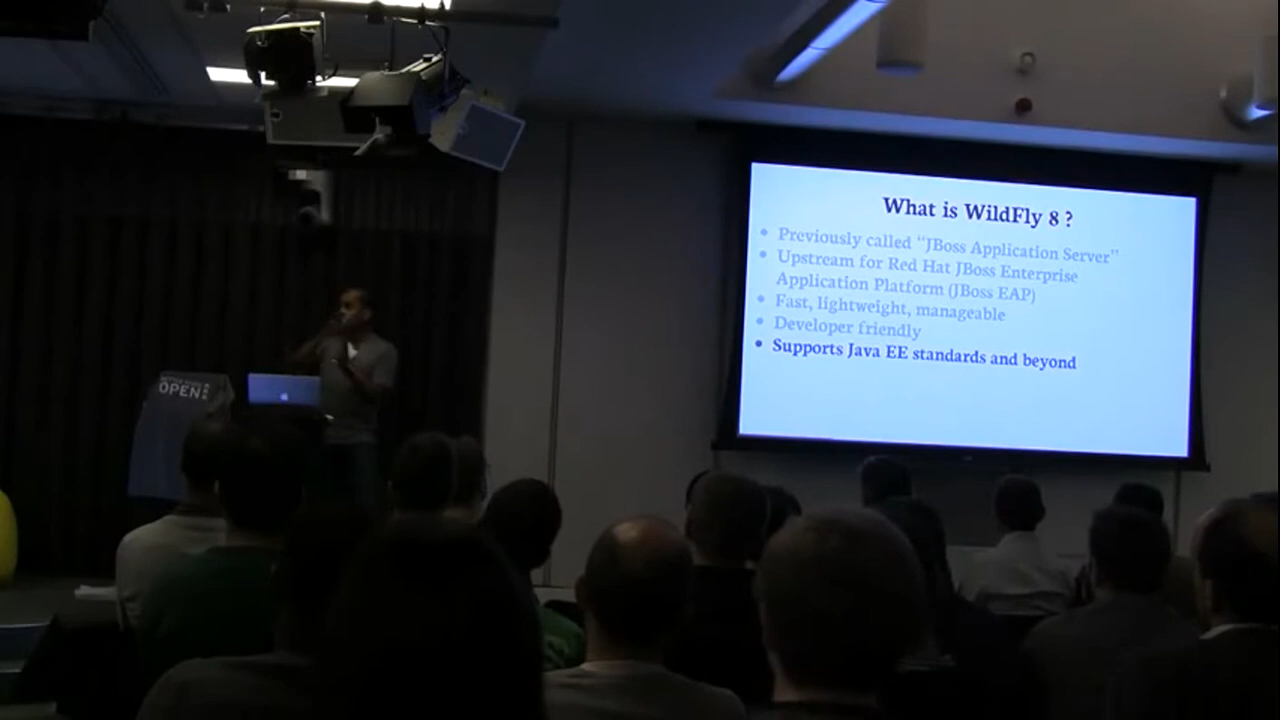 What is WildFly 8 ?
• Previously called “JBoss Application Server”
• Upstream for Red Hat JBoss Enterprise
Application Platform (JBoss EAP)
• Fast, lightweight, manageable
• Developer friendly
• Supports Java EE standards and beyond
OPEN